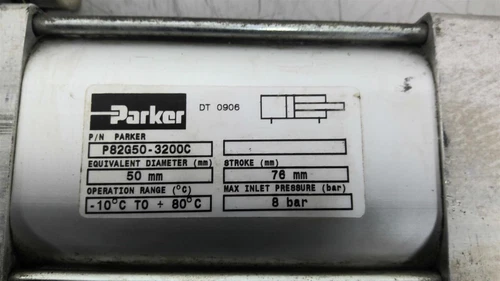 Parker
DT 0906
P/N PARKER
P82G50-3200C
EQUIVALENT DIAMETER (mm) STROKE (mm)
50 mm 76 mm
OPERATION RANGE (°C) MAX INLET PRESSURE (bar)
-10°C TO + 80°C 8 bar